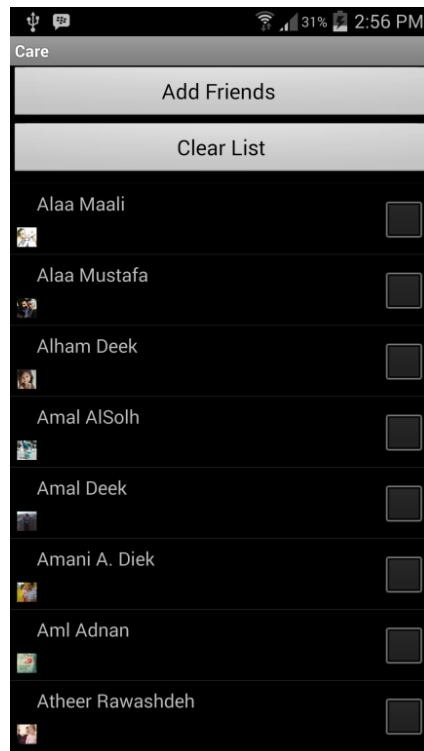 31% 2:56 PM
Care
Add Friends
Clear List
Alaa Maali
Alaa Mustafa
Alham Deek
Amal AlSolh
Amal Deek
Amani A. Diek
Aml Adnan
Atheer Rawashdeh